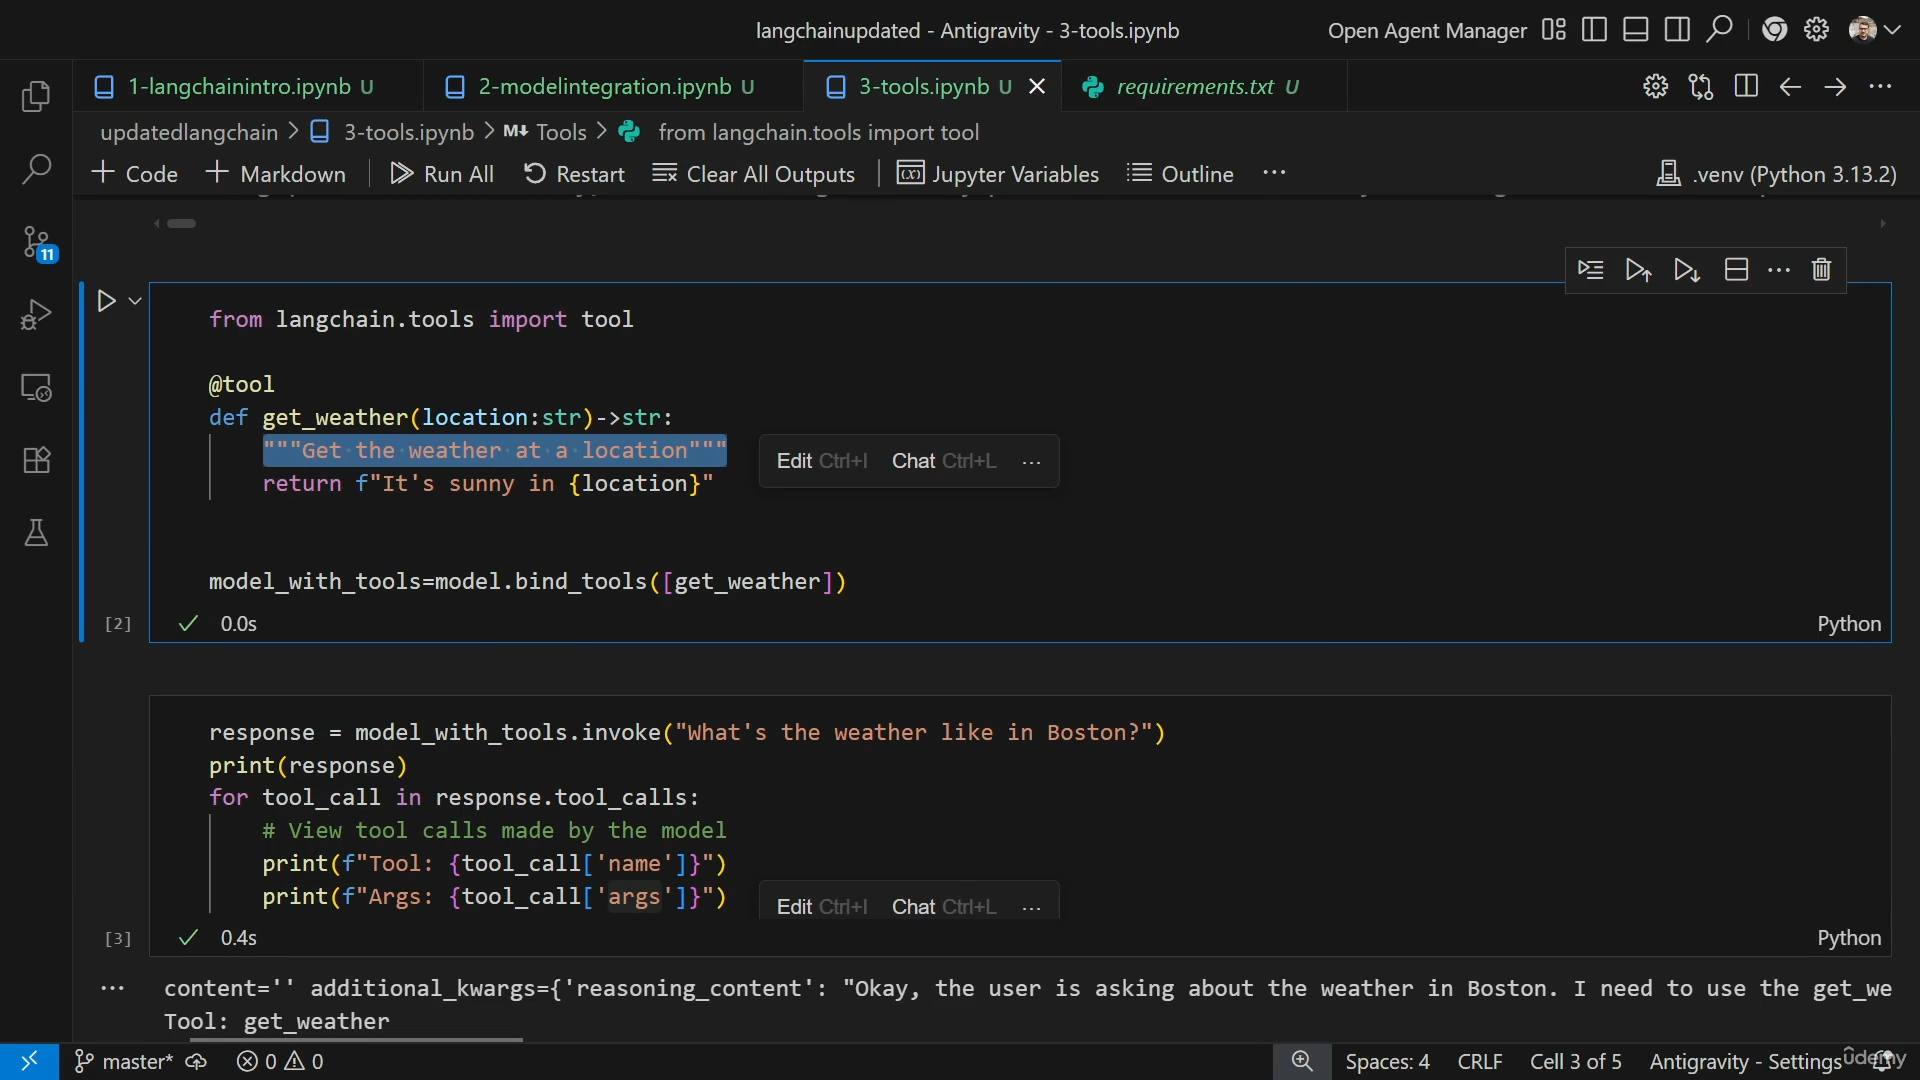 langchainupdated - Antigravity - 3-tools.ipynb
Open Agent Manager
1-langchainintro.ipynb U
2-modelintegration.ipynb U
3-tools.ipynb U
requirements.txt U
updatedlangchain > 3-tools.ipynb > M↓ Tools > from langchain.tools import tool
+ Code + Markdown Run All Restart Clear All Outputs Jupyter Variables Outline ...
.venv (Python 3.13.2)
11
from langchain.tools import tool
@tool
def get_weather(location:str)->str:
"""Get the weather at a location"""
Edit Ctrl+I Chat Ctrl+L ...
return f"It's sunny in {location}"
model_with_tools=model.bind_tools([get_weather])
[2] 0.0s Python
response = model_with_tools.invoke("What's the weather like in Boston?")
print(response)
for tool_call in response.tool_calls:
# View tool calls made by the model
print(f"Tool: {tool_call['name']}")
print(f"Args: {tool_call['args']}")
Edit Ctrl+I Chat Ctrl+L ...
[3] 0.4s Python
... content='' additional_kwargs={'reasoning_content': "Okay, the user is asking about the weather in Boston. I need to use the get_we
Tool: get_weather
master* 0 0 Spaces: 4 CRLF Cell 3 of 5 Antigravity - Settings
ûdemy